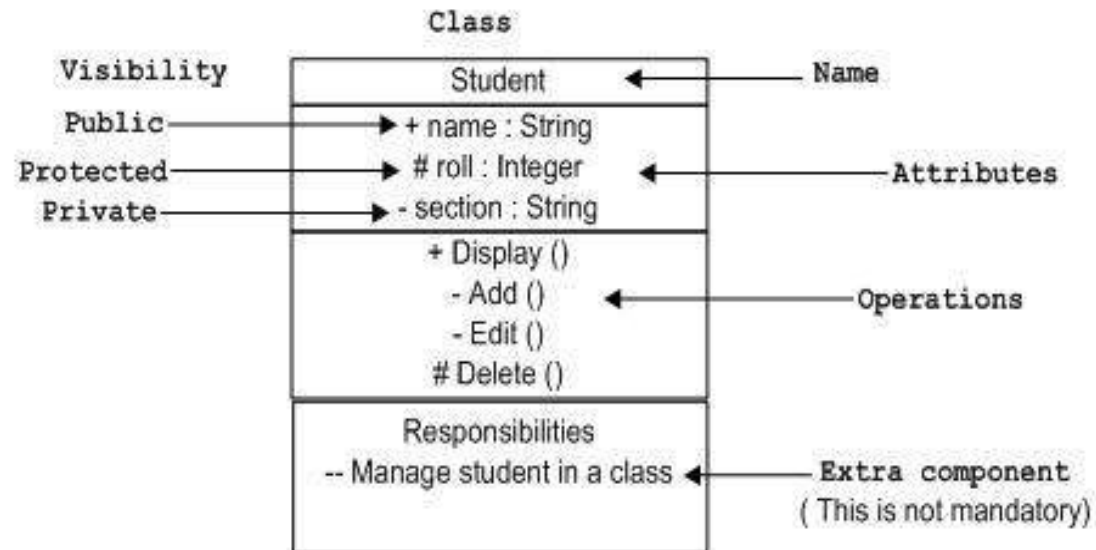 Class
Visibility
Student
Name
Public
+ name : String
Protected
# roll : Integer
Attributes
Private
- section : String
+ Display ()
- Add ()
Operations
- Edit ()
# Delete ()
Responsibilities
-- Manage student in a class
Extra component
( This is not mandatory)